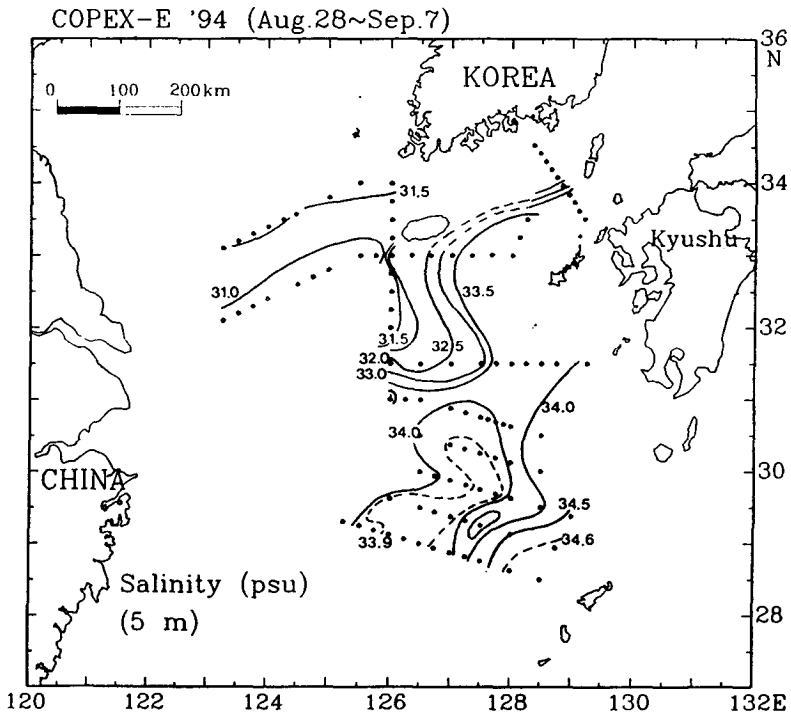 COPEX-E '94 (Aug.28~Sep.7)
36
N
0 100 200km
KOREA
31.5
34
Kyushu
31.0
33.5
31.5
32.0
32.5
33.0
32
34.0
34.0
CHINA
30
34.5
33.9
34.6
Salinity (psu)
(5 m)
28
120 122 124 126 128 130 132E